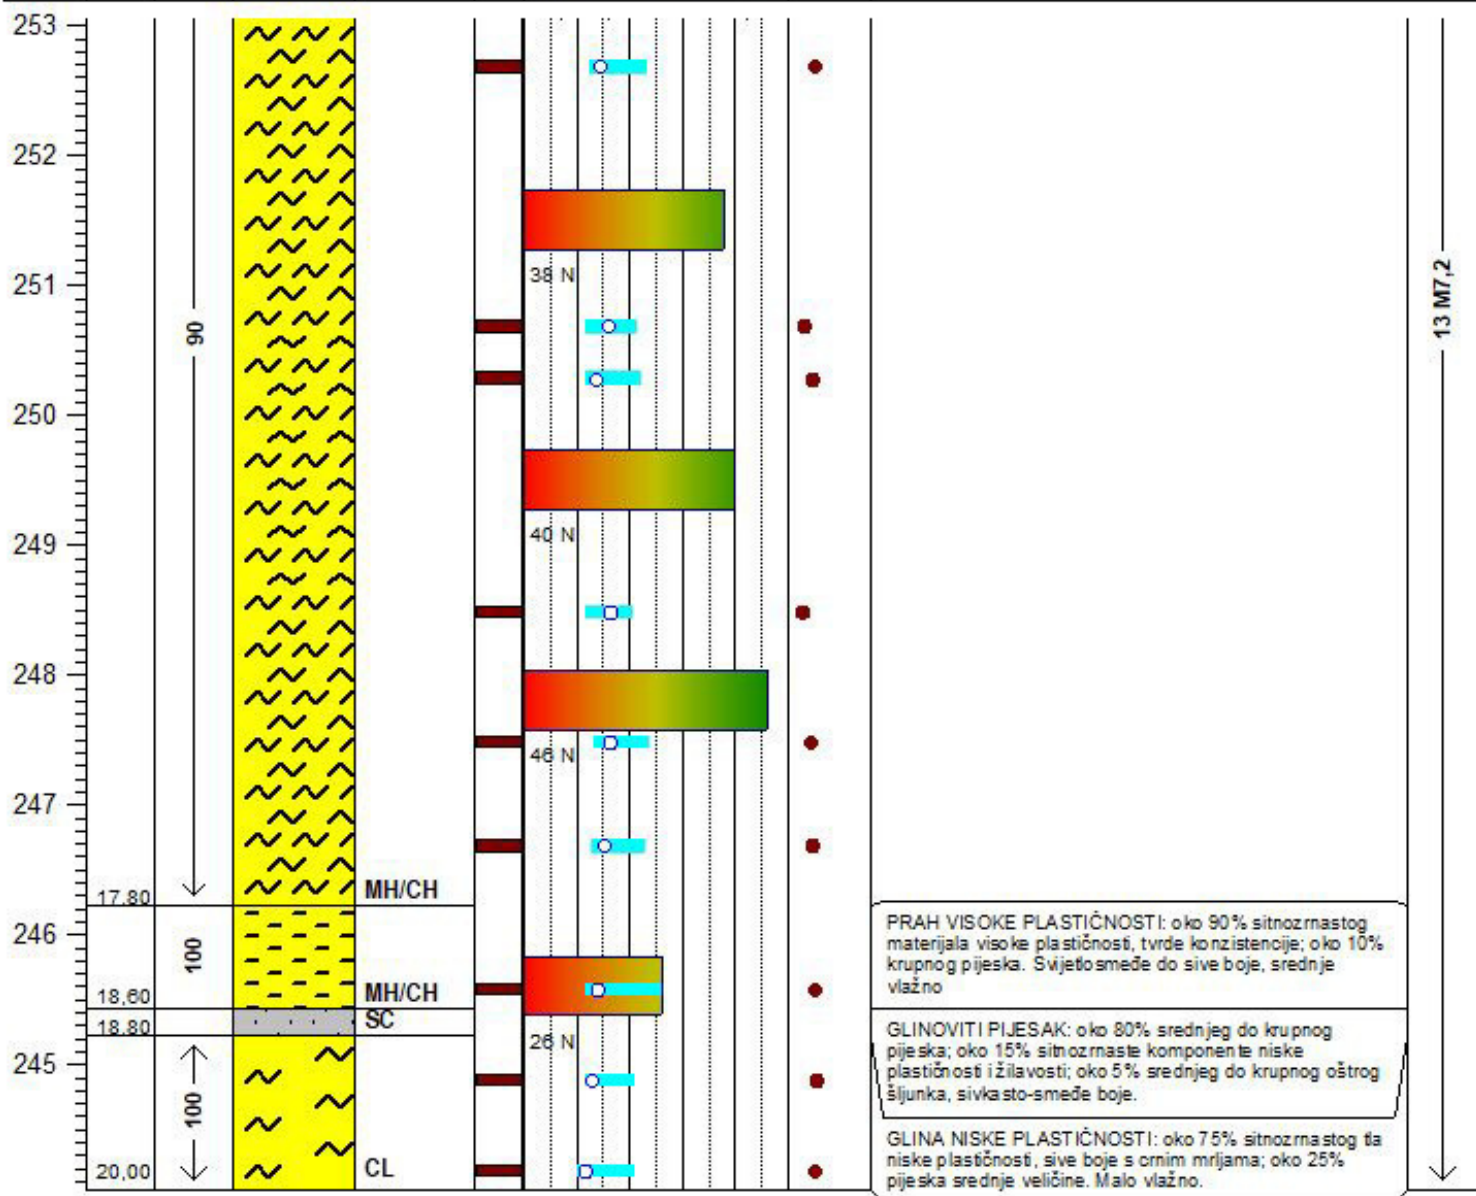 253
252
251
250
249
248
247
246
245
90
100
100
17,80
18,60
18,80
20,00
MH/CH
MH/CH
SC
CL
38 N
40 N
46 N
26 N
PRAH VISOKE PLASTIČNOSTI: oko 90% sitnozrnastog
materijala visoke plastičnosti, tvrde konzistencije; oko 10%
krupnog pijeska. Svijetlosmeđe do sive boje, srednje
vlažno
GLINOVITI PIJESAK: oko 80% srednjeg do krupnog
pijeska; oko 15% sitnozrnaste komponente niske
plastičnosti i žilavosti; oko 5% srednjeg do krupnog oštrog
šljunka, sivkasto-smeđe boje.
GLINA NISKE PLASTIČNOSTI: oko 75% sitnozrnastog tla
niske plastičnosti, sive boje s crnim mrljama; oko 25%
pijeska srednje veličine. Malo vlažno.
13 M7,2